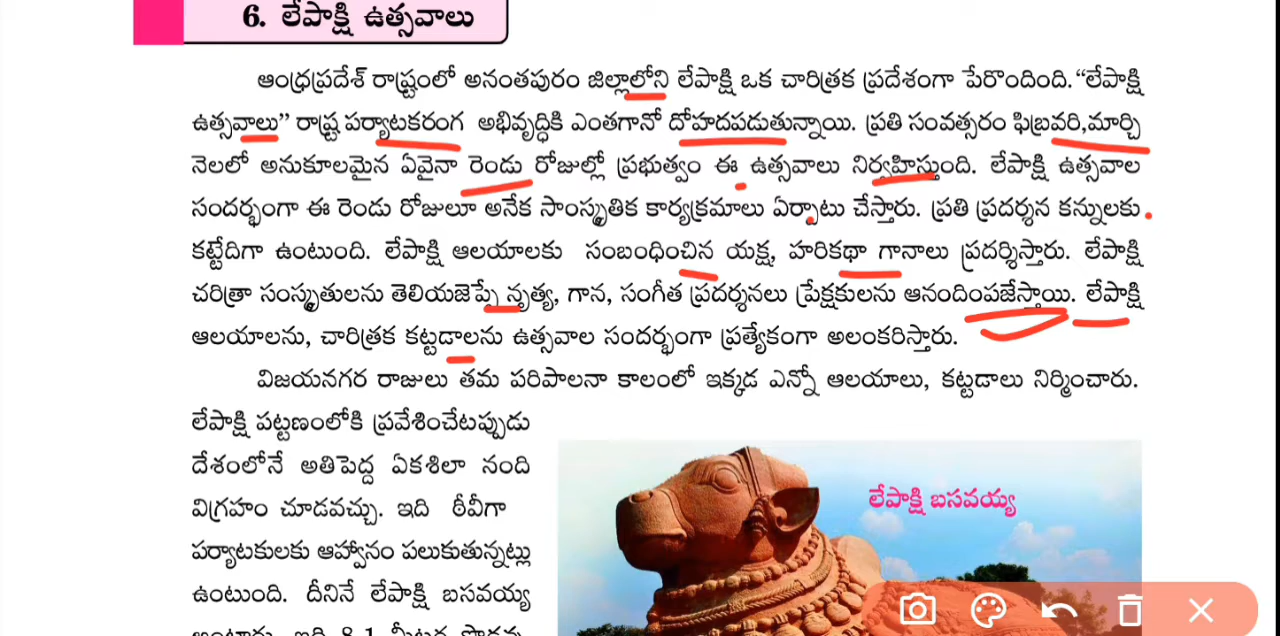 6. లేపాక్షి ఉత్సవాలు
ఆంధ్రప్రదేశ్ రాష్ట్రంలో అనంతపురం జిల్లాలోని లేపాక్షి ఒక చారిత్రక ప్రదేశంగా పేరొందింది. “లేపాక్షి
ఉత్సవాలు” రాష్ట్ర పర్యాటకరంగ అభివృద్ధికి ఎంతగానో దోహదపడుతున్నాయి. ప్రతి సంవత్సరం ఫిబ్రవరి,మార్చి
నెలలో అనుకూలమైన ఏవైనా రెండు రోజుల్లో ప్రభుత్వం ఈ ఉత్సవాలు నిర్వహిస్తుంది. లేపాక్షి ఉత్సవాల
సందర్భంగా ఈ రెండు రోజులూ అనేక సాంస్కృతిక కార్యక్రమాలు ఏర్పాటు చేస్తారు. ప్రతి ప్రదర్శన కన్నులకు
కట్టేదిగా ఉంటుంది. లేపాక్షి ఆలయాలకు సంబంధించిన యక్ష, హరికథా గానాలు ప్రదర్శిస్తారు. లేపాక్షి
చరిత్రా సంస్కృతులను తెలియజెప్పే నృత్య, గాన, సంగీత ప్రదర్శనలు ప్రేక్షకులను ఆనందింపజేస్తాయి. లేపాక్షి
ఆలయాలను, చారిత్రక కట్టడాలను ఉత్సవాల సందర్భంగా ప్రత్యేకంగా అలంకరిస్తారు.
విజయనగర రాజులు తమ పరిపాలనా కాలంలో ఇక్కడ ఎన్నో ఆలయాలు, కట్టడాలు నిర్మించారు.
లేపాక్షి పట్టణంలోకి ప్రవేశించేటప్పుడు
దేశంలోనే అతిపెద్ద ఏకశిలా నంది
విగ్రహం చూడవచ్చు. ఇది ఠీవీగా
పర్యాటకులకు ఆహ్వానం పలుకుతున్నట్లు
ఉంటుంది. దీనినే లేపాక్షి బసవయ్య
లేపాక్షి బసవయ్య